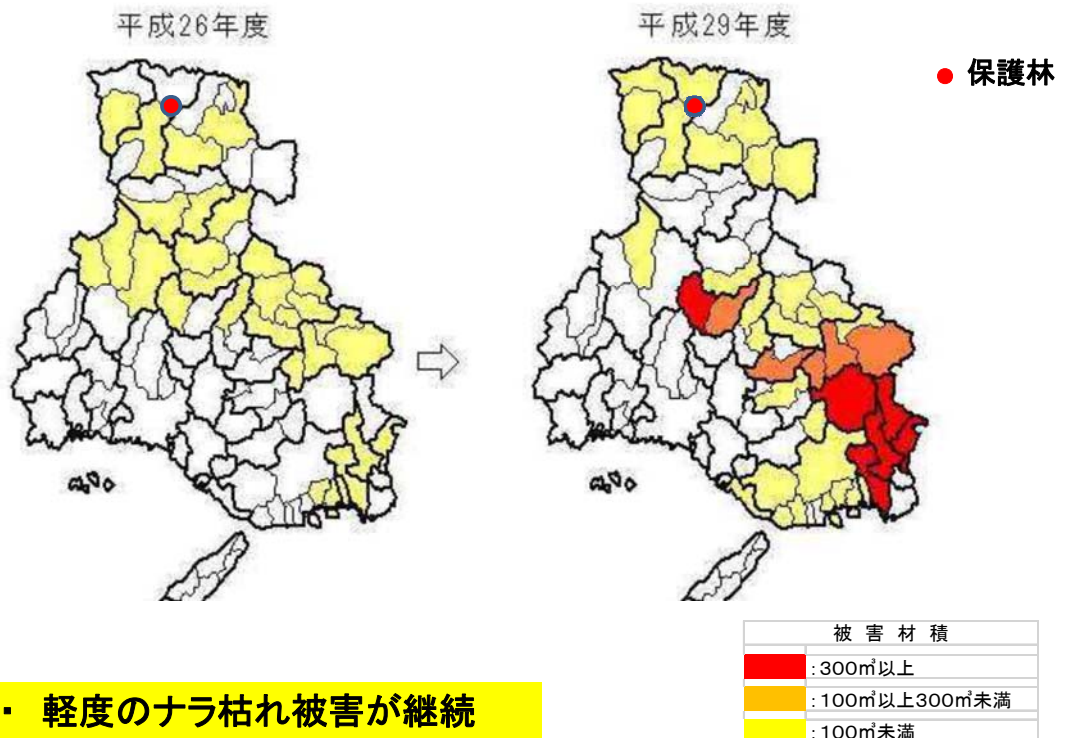 平成26年度
平成29年度
● 保護林
被害材積
：300㎥以上
：100㎥以上300㎥未満
：100㎥未満
・ 軽度のナラ枯れ被害が継続